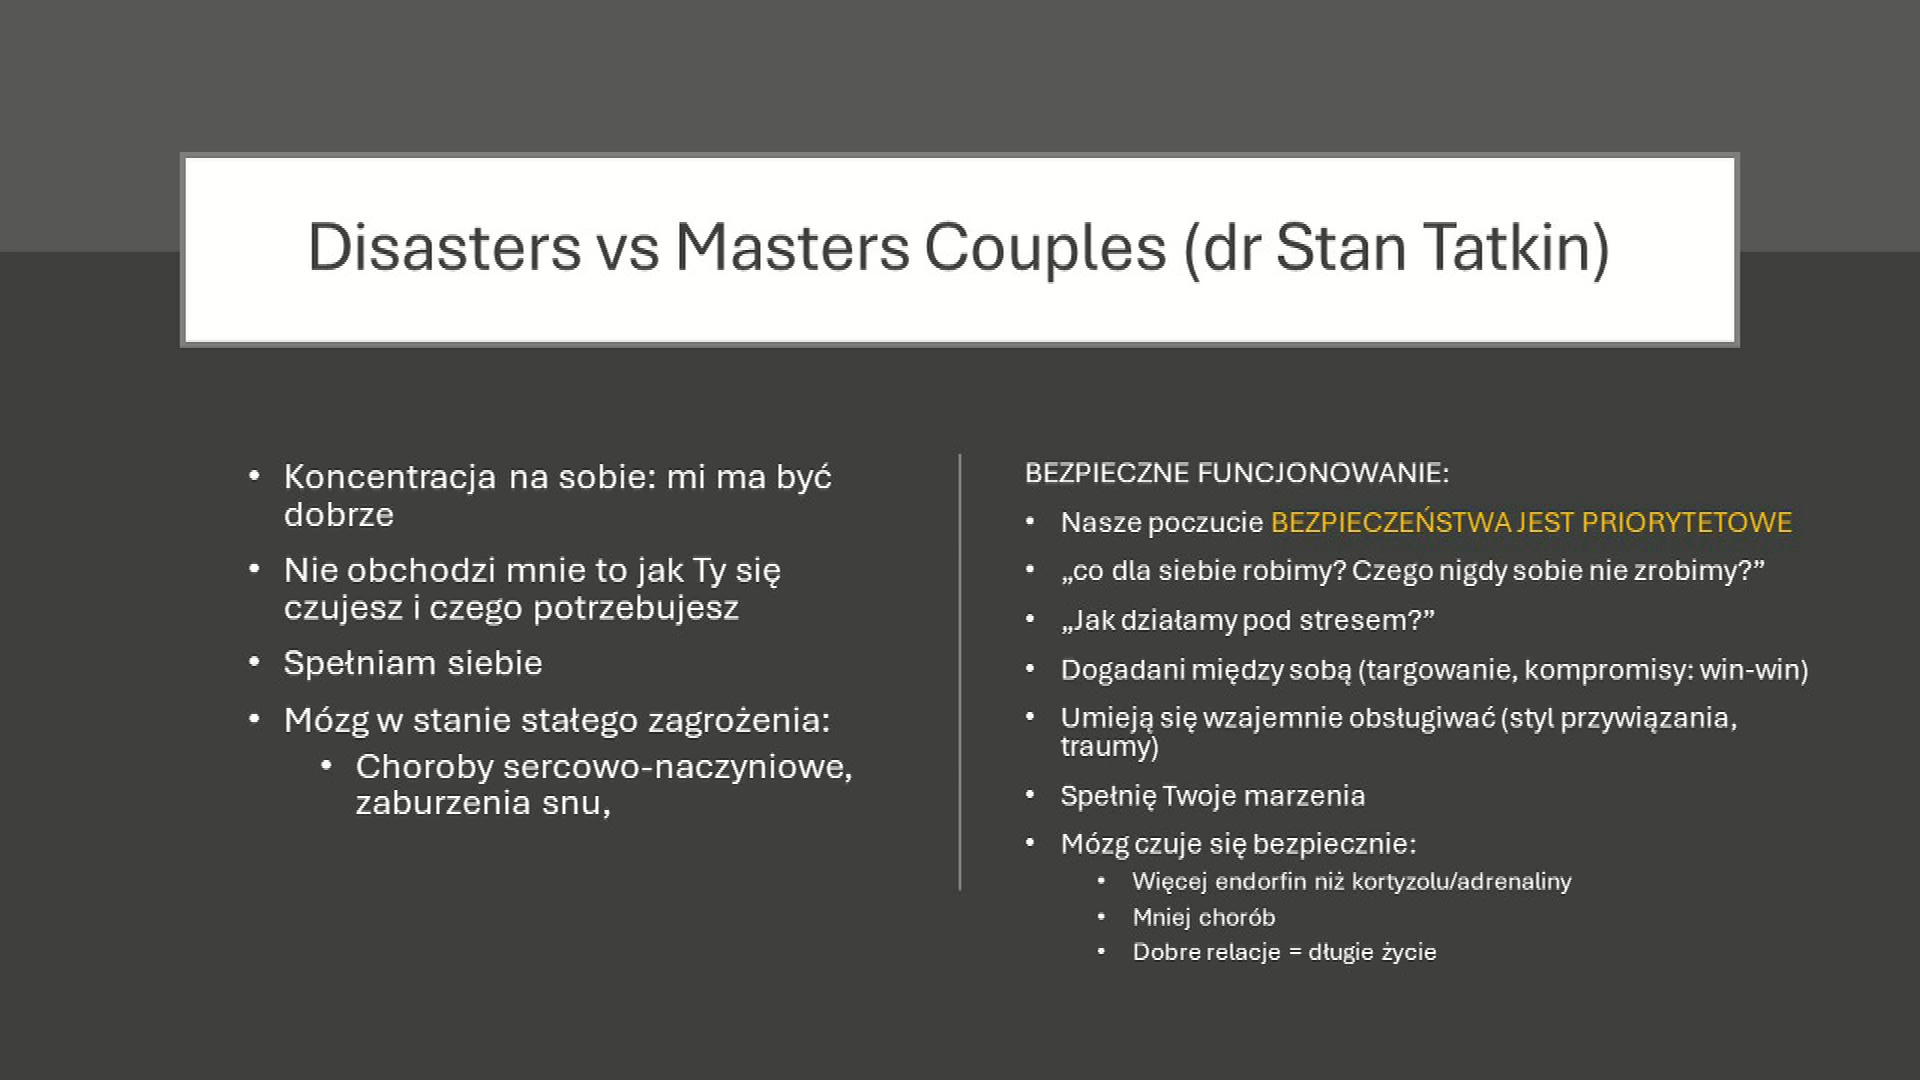 Disasters vs Masters Couples (dr Stan Tatkin)
• Koncentracja na sobie: mi ma być
dobrze
• Nie obchodzi mnie to jak Ty się
czujesz i czego potrzebujesz
• Spełniam siebie
• Mózg w stanie stałego zagrożenia:
• Choroby sercowo-naczyniowe,
zaburzenia snu,
BEZPIECZNE FUNCJONOWANIE:
• Nasze poczucie BEZPIECZEŃSTWA JEST PRIORYTETOWE
• „co dla siebie robimy? Czego nigdy sobie nie zrobimy?”
• „Jak działamy pod stresem?”
• Dogadani między sobą (targowanie, kompromisy: win-win)
• Umieją się wzajemnie obsługiwać (styl przywiązania,
traumy)
• Spełnię Twoje marzenia
• Mózg czuje się bezpiecznie:
• Więcej endorfin niż kortyzolu/adrenaliny
• Mniej chorób
• Dobre relacje = długie życie